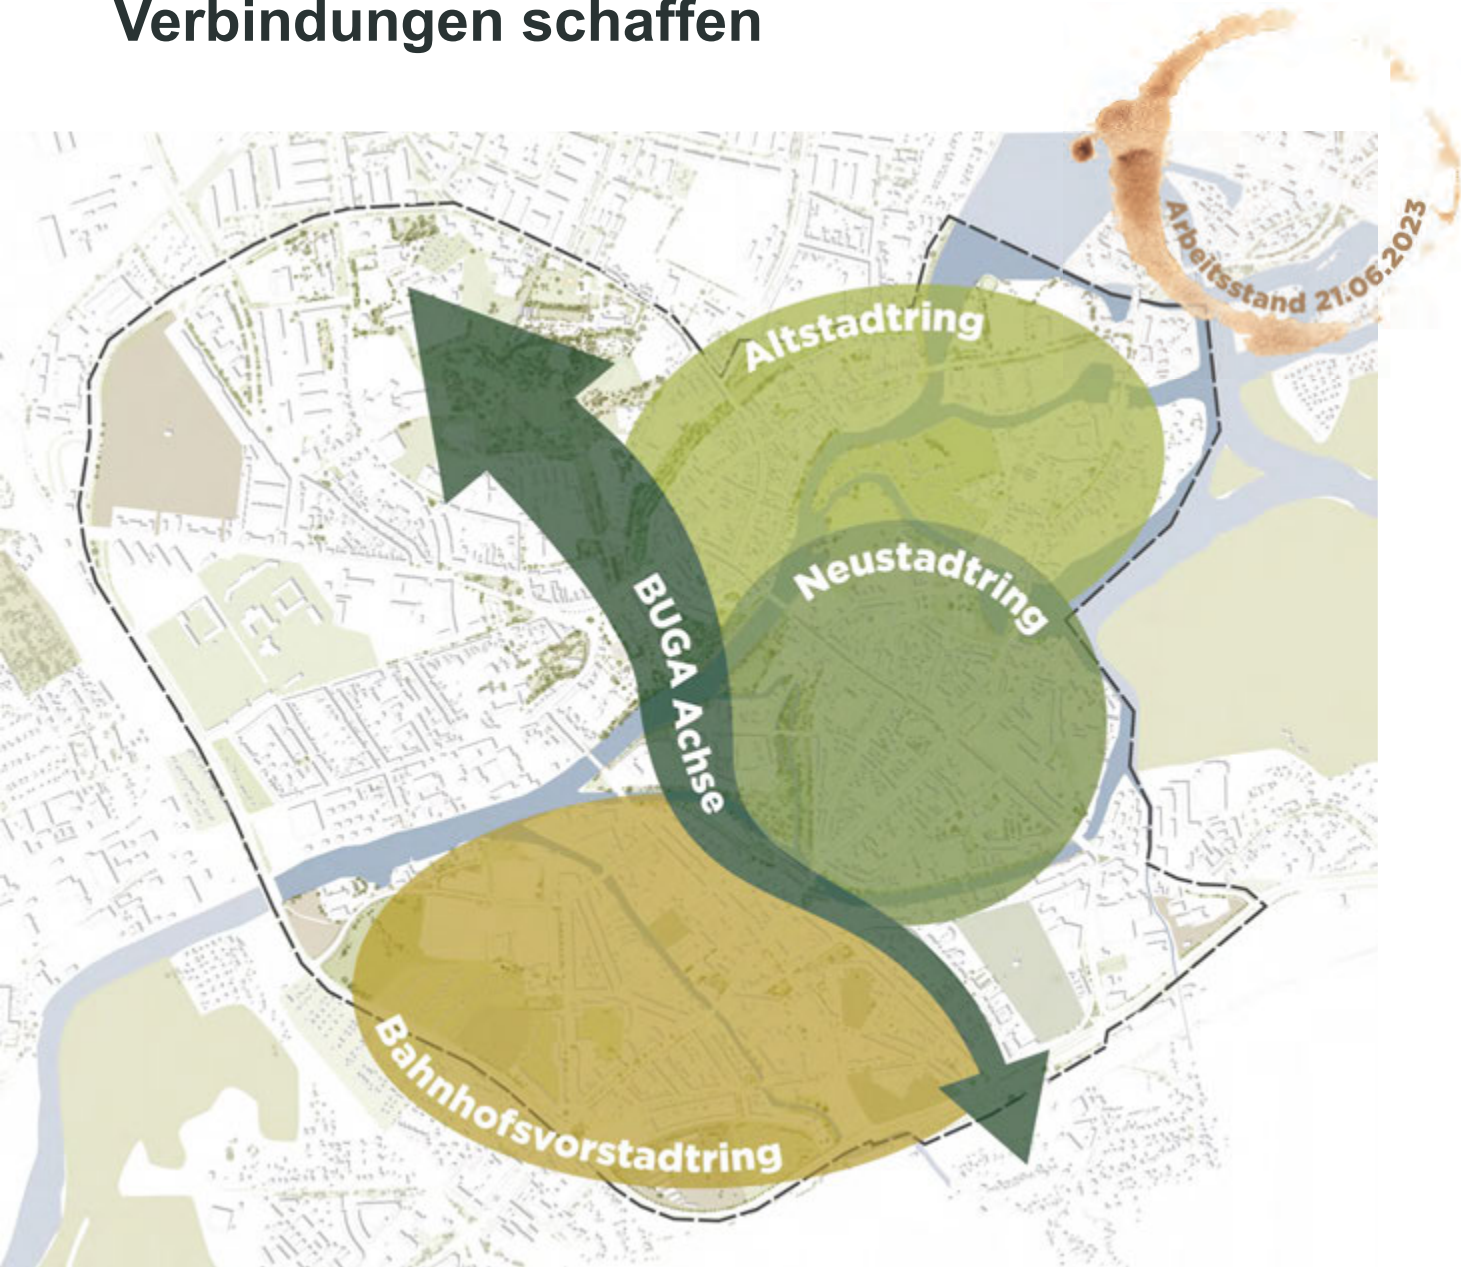 Verbindungen schaffen
Arbeitsstand 21.06.2023
Altstadtring
Neustadtring
BUGA Achse
Bahnhofsvorstadtring